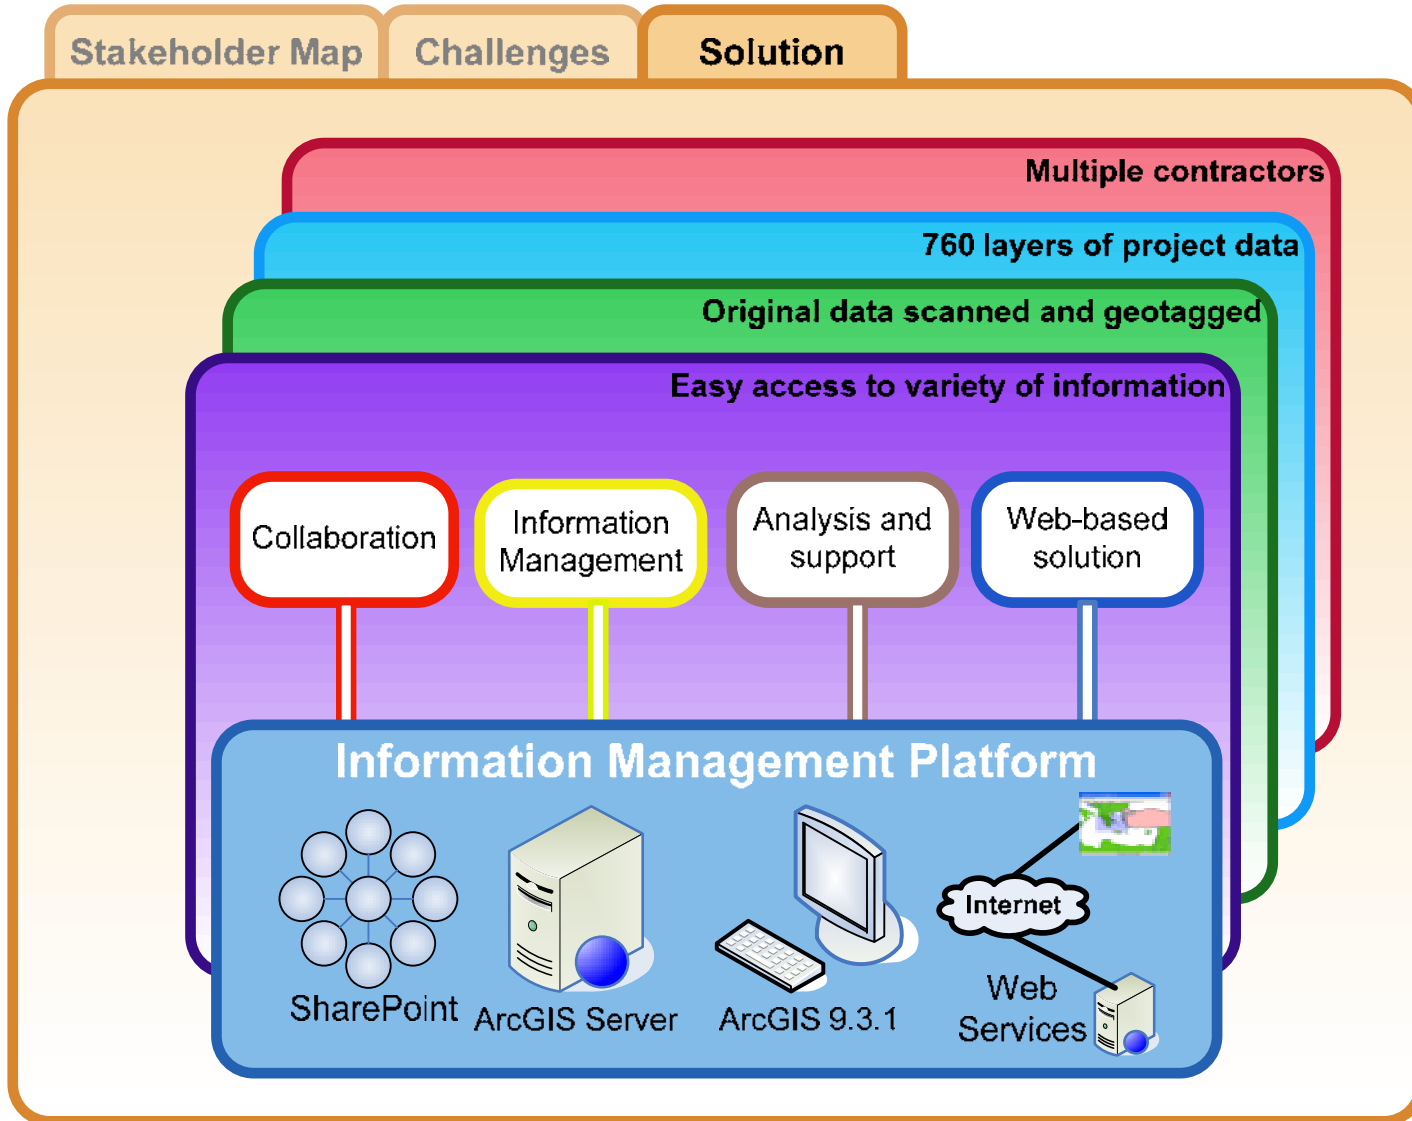 Stakeholder Map
Challenges
Solution
Multiple contractors
760 layers of project data
Original data scanned and geotagged
Easy access to variety of information
Collaboration
Information
Management
Analysis and
support
Web-based
solution
Information Management Platform
SharePoint
ArcGIS Server
ArcGIS 9.3.1
Internet
Web
Services